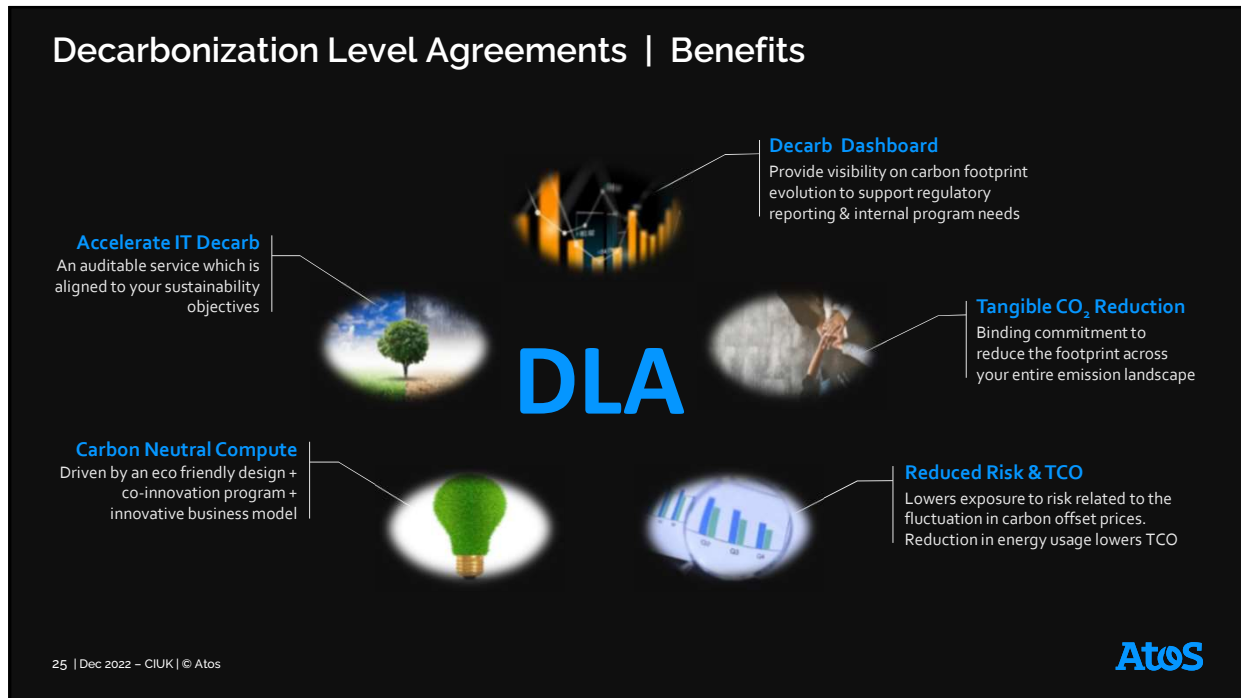 Decarbonization Level Agreements | Benefits
Decarb Dashboard
Provide visibility on carbon footprint
evolution to support regulatory
reporting & internal program needs
Accelerate IT Decarb
An auditable service which is
aligned to your sustainability
objectives
Tangible CO₂ Reduction
Binding commitment to
reduce the footprint across
your entire emission landscape
DLA
Carbon Neutral Compute
Driven by an eco friendly design +
co-innovation program +
innovative business model
Reduced Risk & TCO
Lowers exposure to risk related to the
fluctuation in carbon offset prices.
Reduction in energy usage lowers TCO
Q2
Q3
Q4
25 | Dec 2022 – CIUK | © Atos
Atos